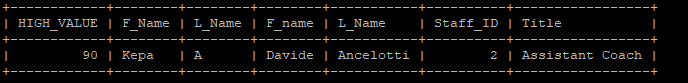 +------------+--------+--------+--------+-----------+----------+-----------------+
| HIGH_VALUE | F_Name | L_Name | F_name | L_Name    | Staff_ID | Title           |
+------------+--------+--------+--------+-----------+----------+-----------------+
|         90 | Kepa   | A      | Davide | Ancelotti |        2 | Assistant Coach |
+------------+--------+--------+--------+-----------+----------+-----------------+